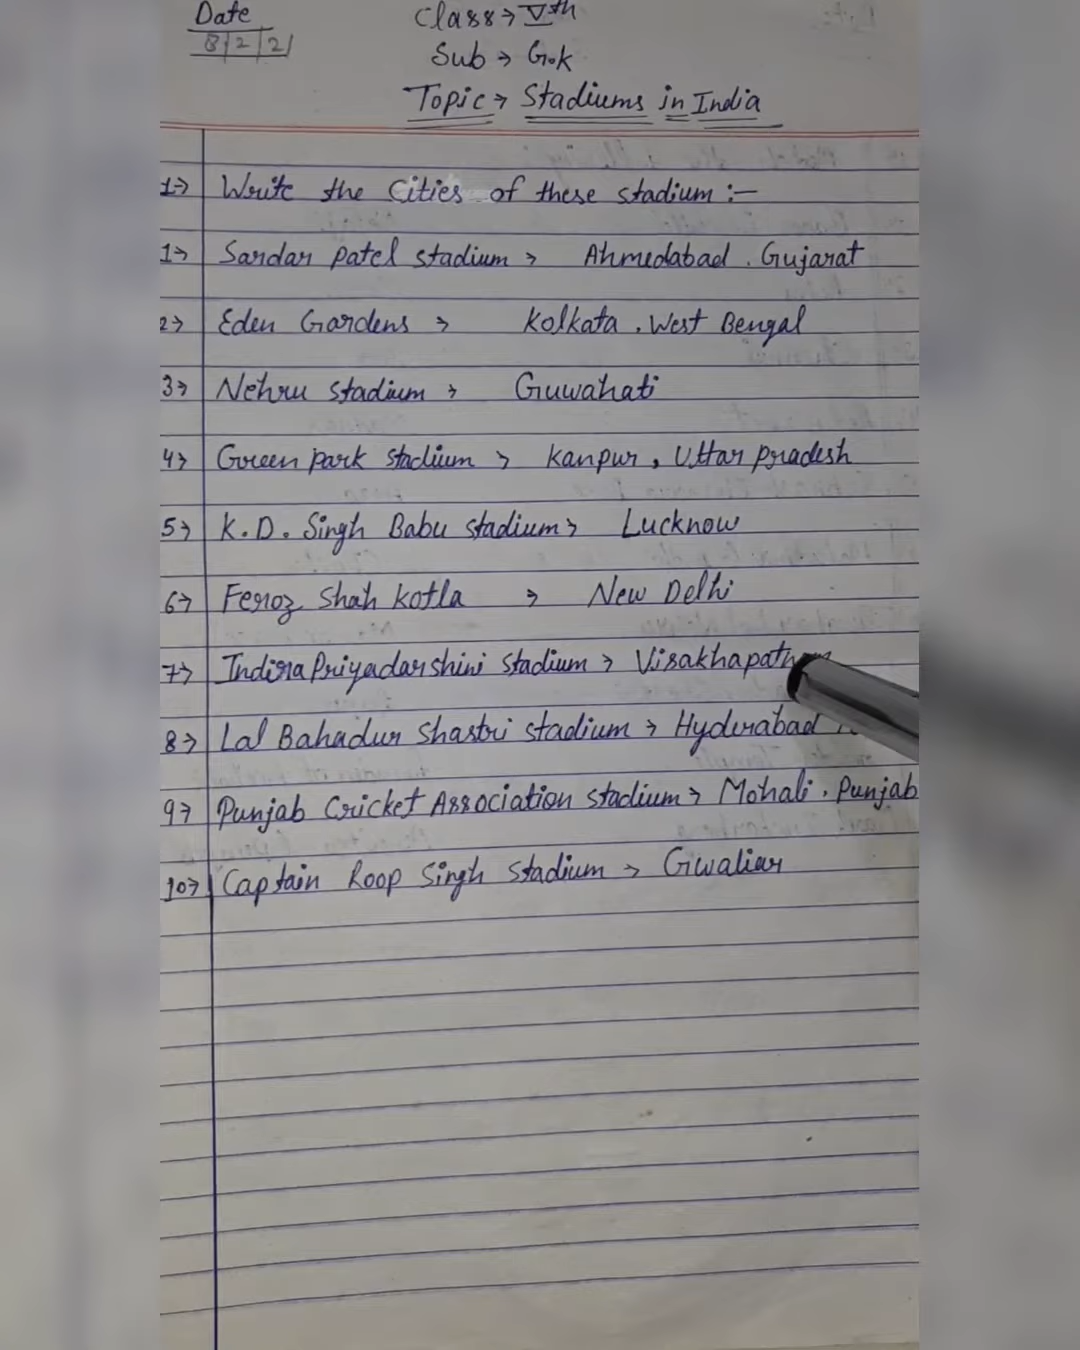 Date
8/2/21
Class → Vth
Sub → G.k
Topic → Stadiums in India
1→ Write the Cities of these stadium :-
1→ Sardar Patel stadium → Ahmedabad . Gujarat
2→ Eden Gardens → Kolkata . West Bengal
3→ Nehru stadium → Guwahati
4→ Green park stadium → Kanpur , Uttar pradesh
5→ K.D. Singh Babu stadium → Lucknow
6→ Feroz Shah Kotla → New Delhi
7→ Indira Priyadarshini stadium → Visakhapatnam
8→ Lal Bahadur Shastri stadium → Hyderabad
9→ Punjab Cricket Association stadium → Mohali . Punjab
10→ Captain Roop Singh Stadium → Gwaliar